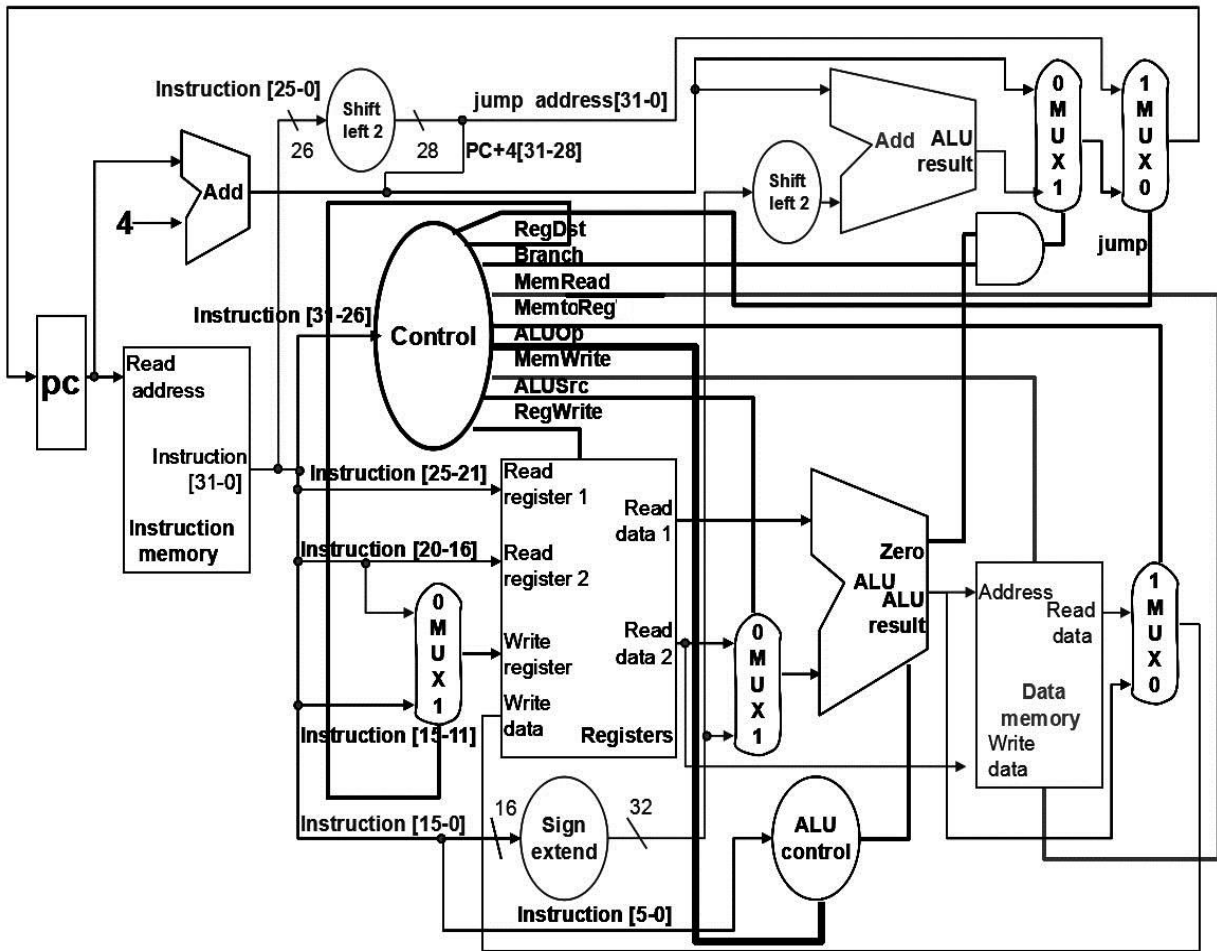 Instruction [25-0]
26
Shift
left 2
28
jump address[31-0]
PC+4[31-28]
Add
4
Shift
left 2
Add
ALU
result
0
M
U
X
1
1
M
U
X
0
jump
RegDst
Branch
MemRead
MemtoReg
ALUOp
MemWrite
ALUSrc
RegWrite
Control
Instruction [31-26]
pc
Read
address
Instruction
[31-0]
Instruction
memory
Instruction [25-21]
Instruction [20-16]
Instruction [15-11]
Instruction [15-0]
0
M
U
X
1
Read
register 1
Read
register 2
Write
register
Write
data
Read
data 1
Read
data 2
Registers
0
M
U
X
1
Zero
ALU
ALU
result
Address
Read
data
Data
memory
Write
data
1
M
U
X
0
16
Sign
extend
32
ALU
control
Instruction [5-0]